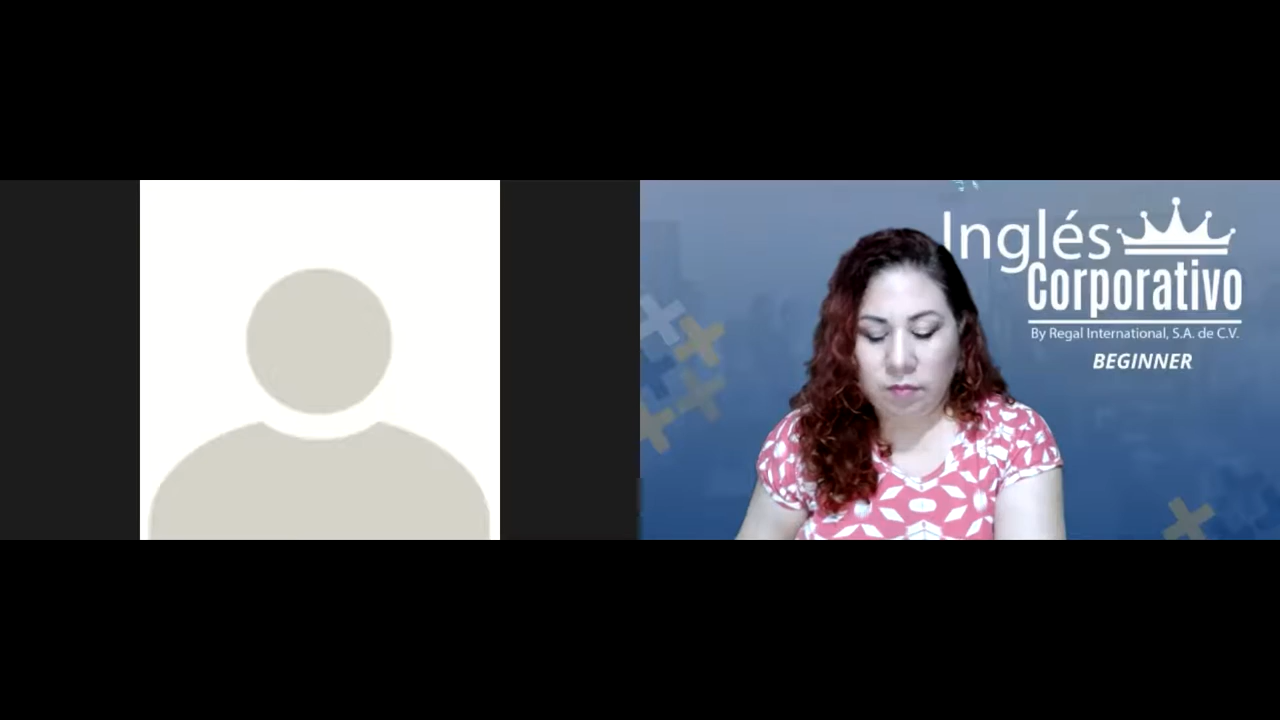 Inglés
Corporativo
By Regal International, S.A. de C.V.
BEGINNER